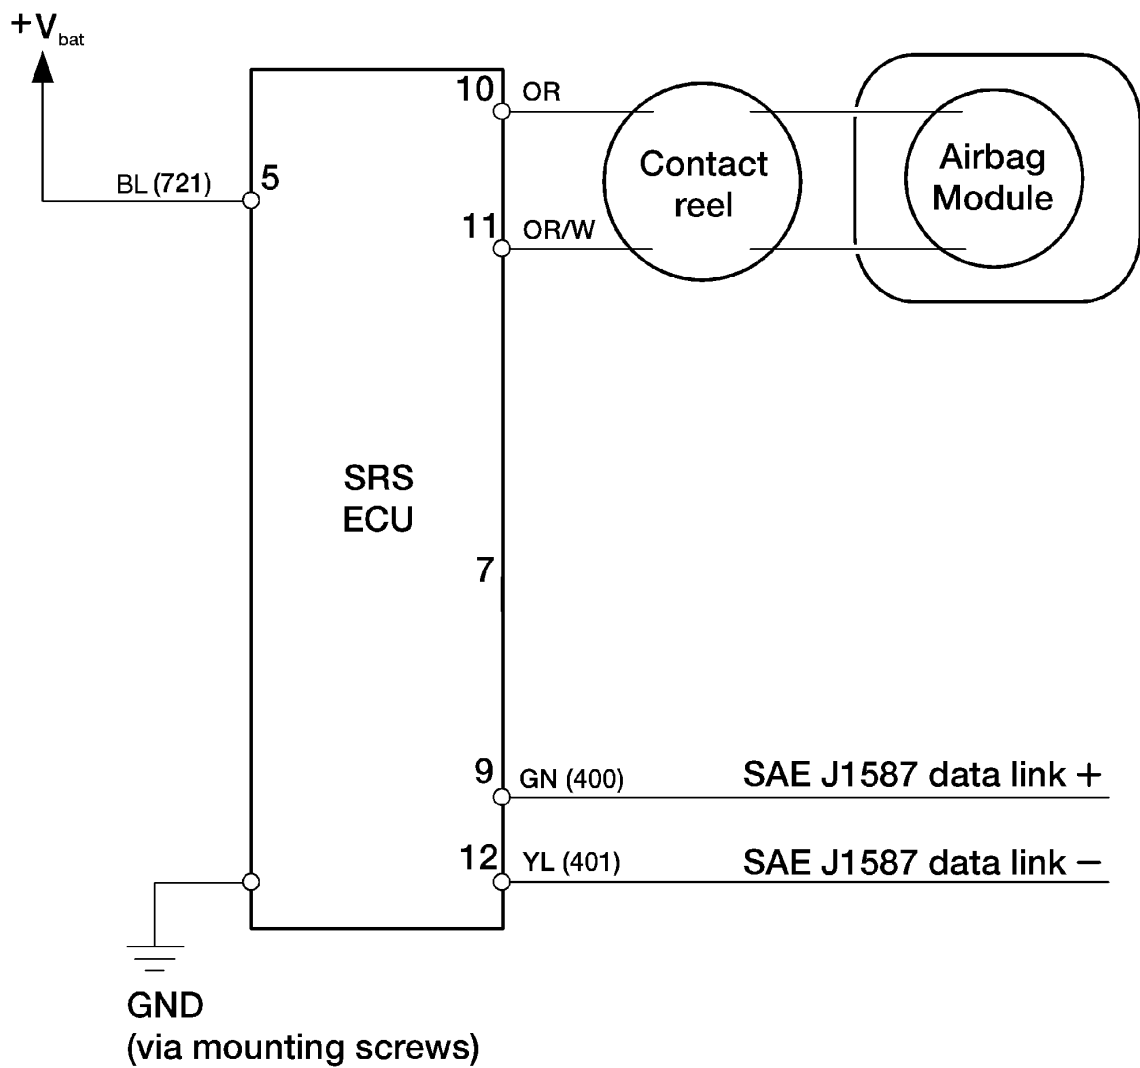 +Vbat
10 OR
Contact
reel
Airbag
Module
BL (721)
5
11 OR/W
SRS
ECU
7
9 GN (400) SAE J1587 data link +
12 YL (401) SAE J1587 data link −
GND
(via mounting screws)